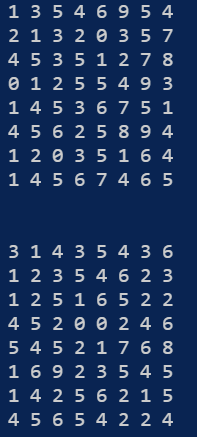 1 3 5 4 6 9 5 4
2 1 3 2 0 3 5 7
4 5 3 5 1 2 7 8
0 1 2 5 5 4 9 3
1 4 5 3 6 7 5 1
4 5 6 2 5 8 9 4
1 2 0 3 5 1 6 4
1 4 5 6 7 4 6 5
3 1 4 3 5 4 3 6
1 2 3 5 4 6 2 3
1 2 5 1 6 5 2 2
4 5 2 0 0 2 4 6
5 4 5 2 1 7 6 8
1 6 9 2 3 5 4 5
1 4 2 5 6 2 1 5
4 5 6 5 4 2 2 4